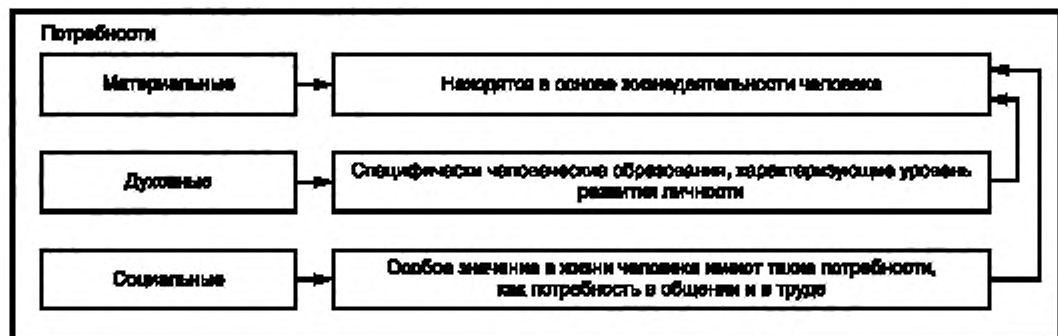 Потребности
Материальные
Находятся в основе жизнедеятельности человека
Духовные
Специфически человеческие образования, характеризующие уровень
развития личности
Социальные
Особое значение в жизни человека имеют такие потребности,
как потребность в общении и в труде